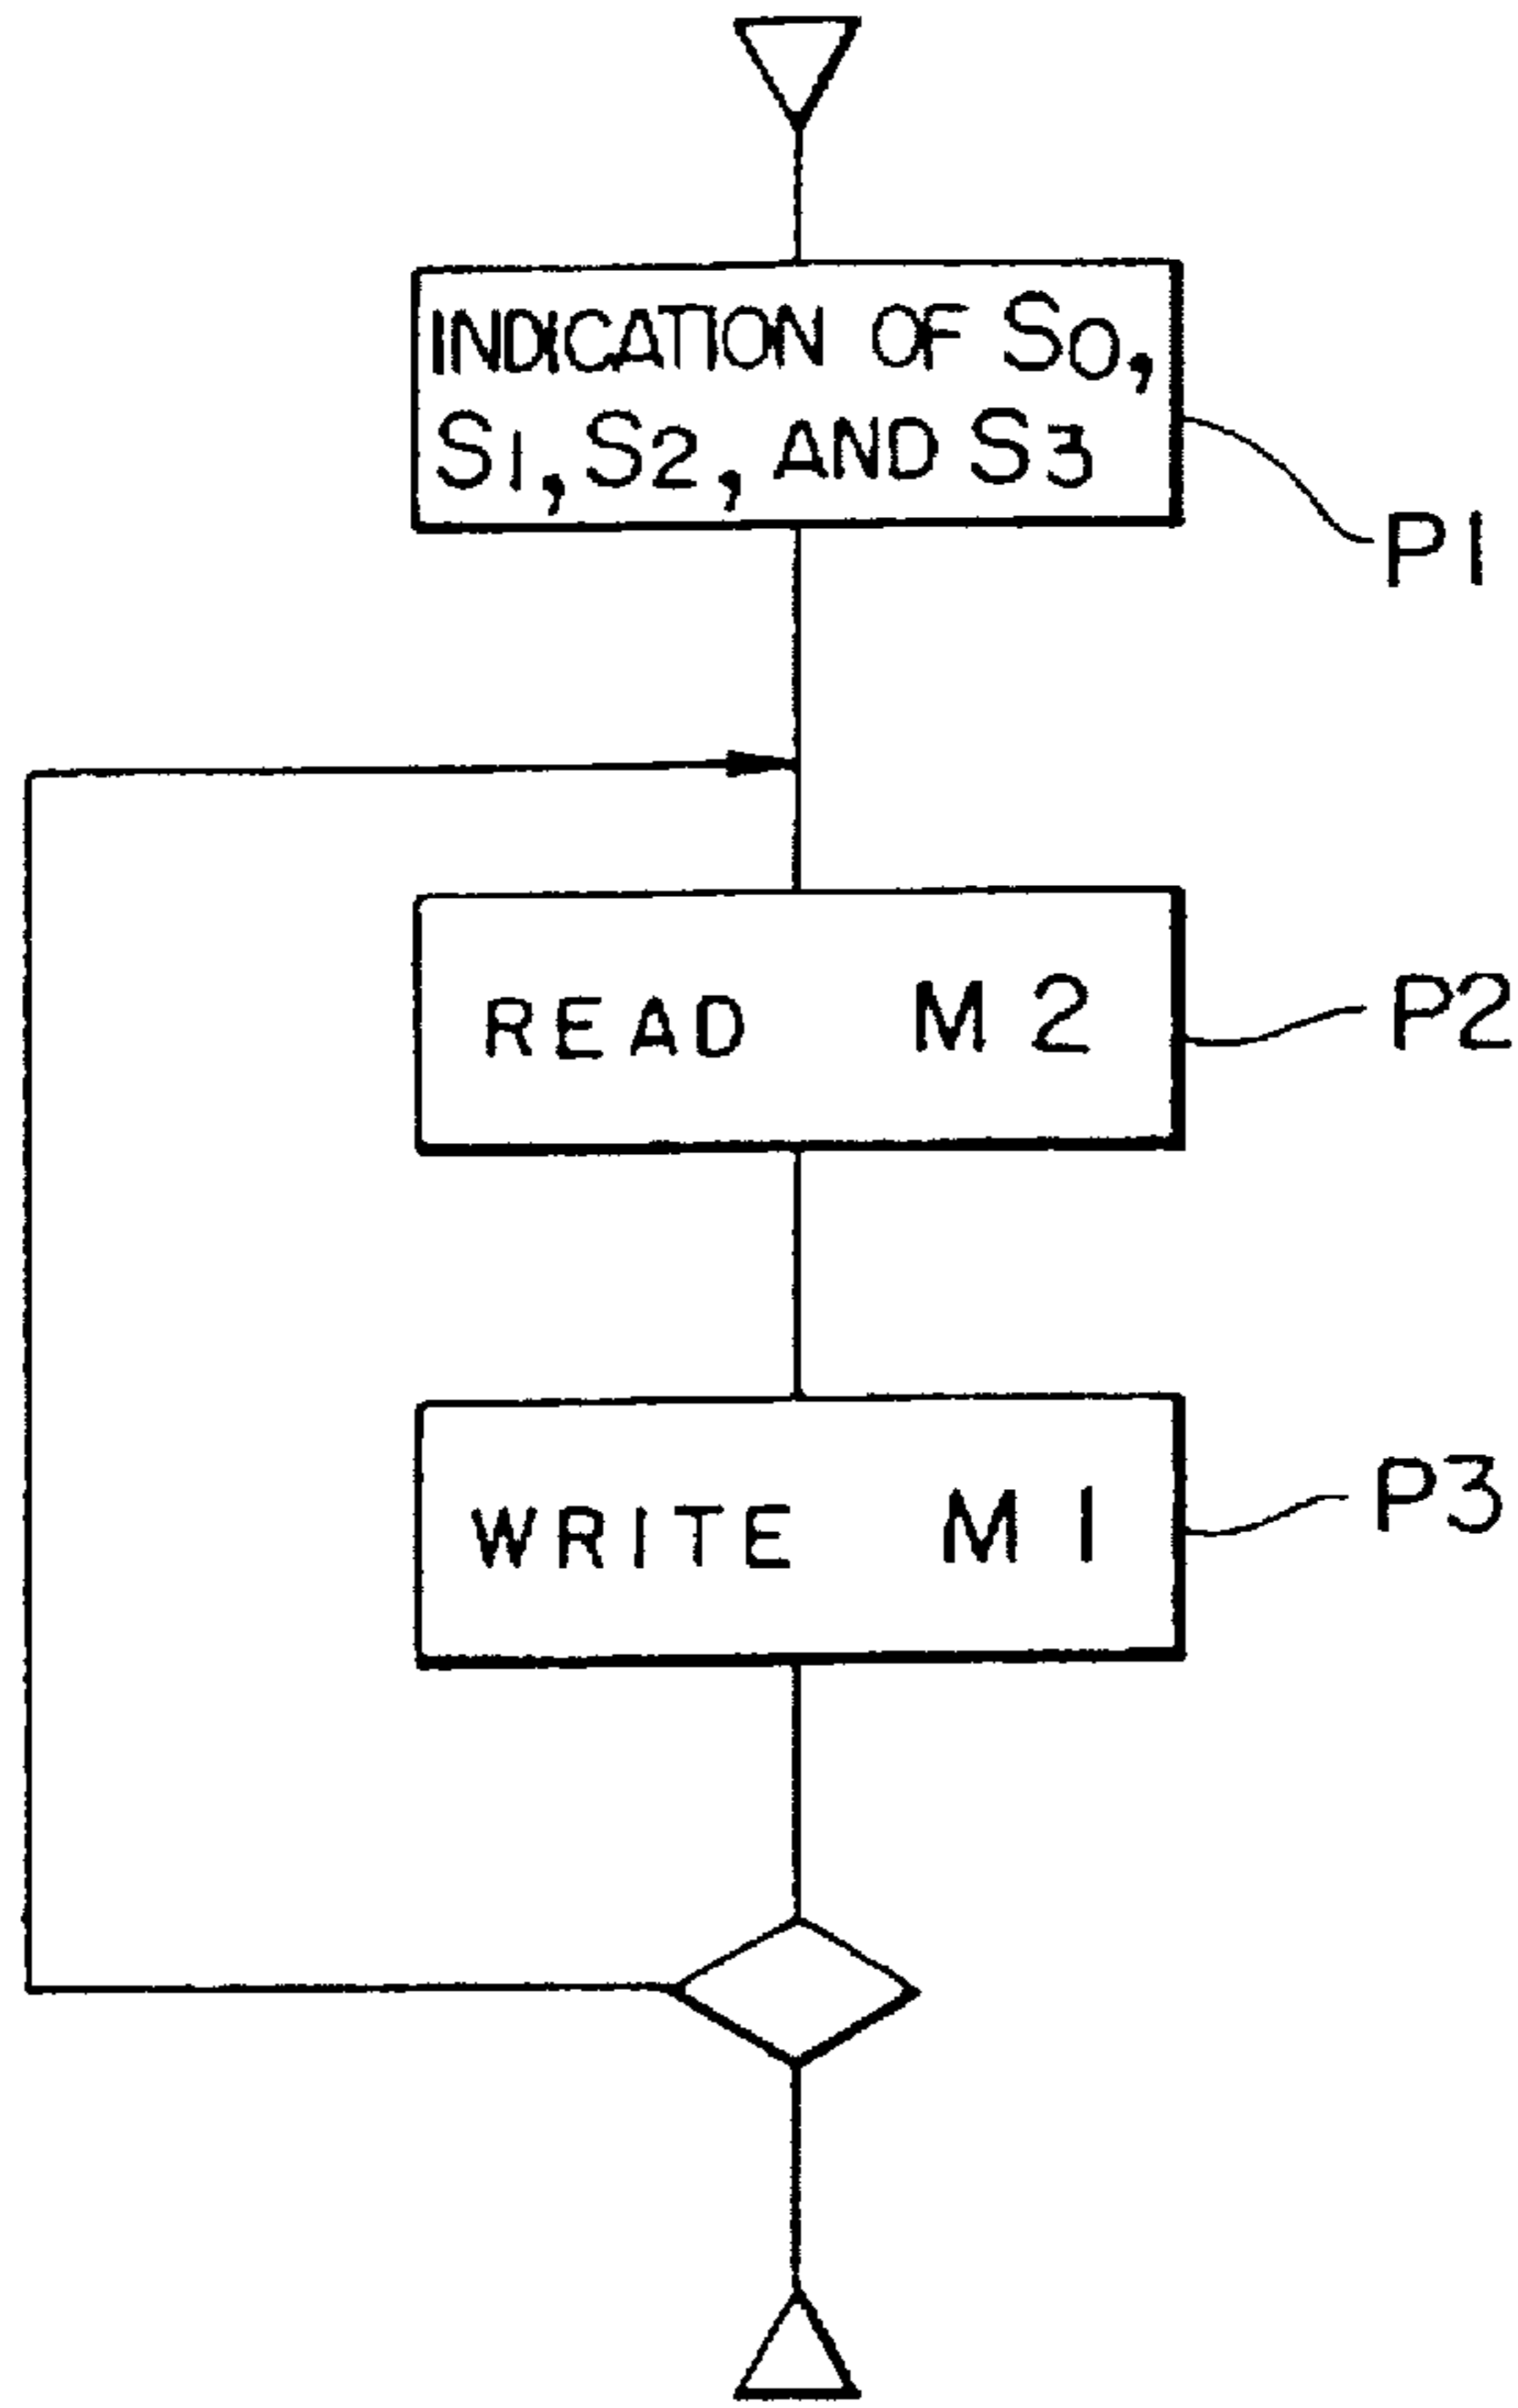 INDICATION OF S0,
S1, S2, AND S3
P1
READ M2
P2
WRITE M1
P3